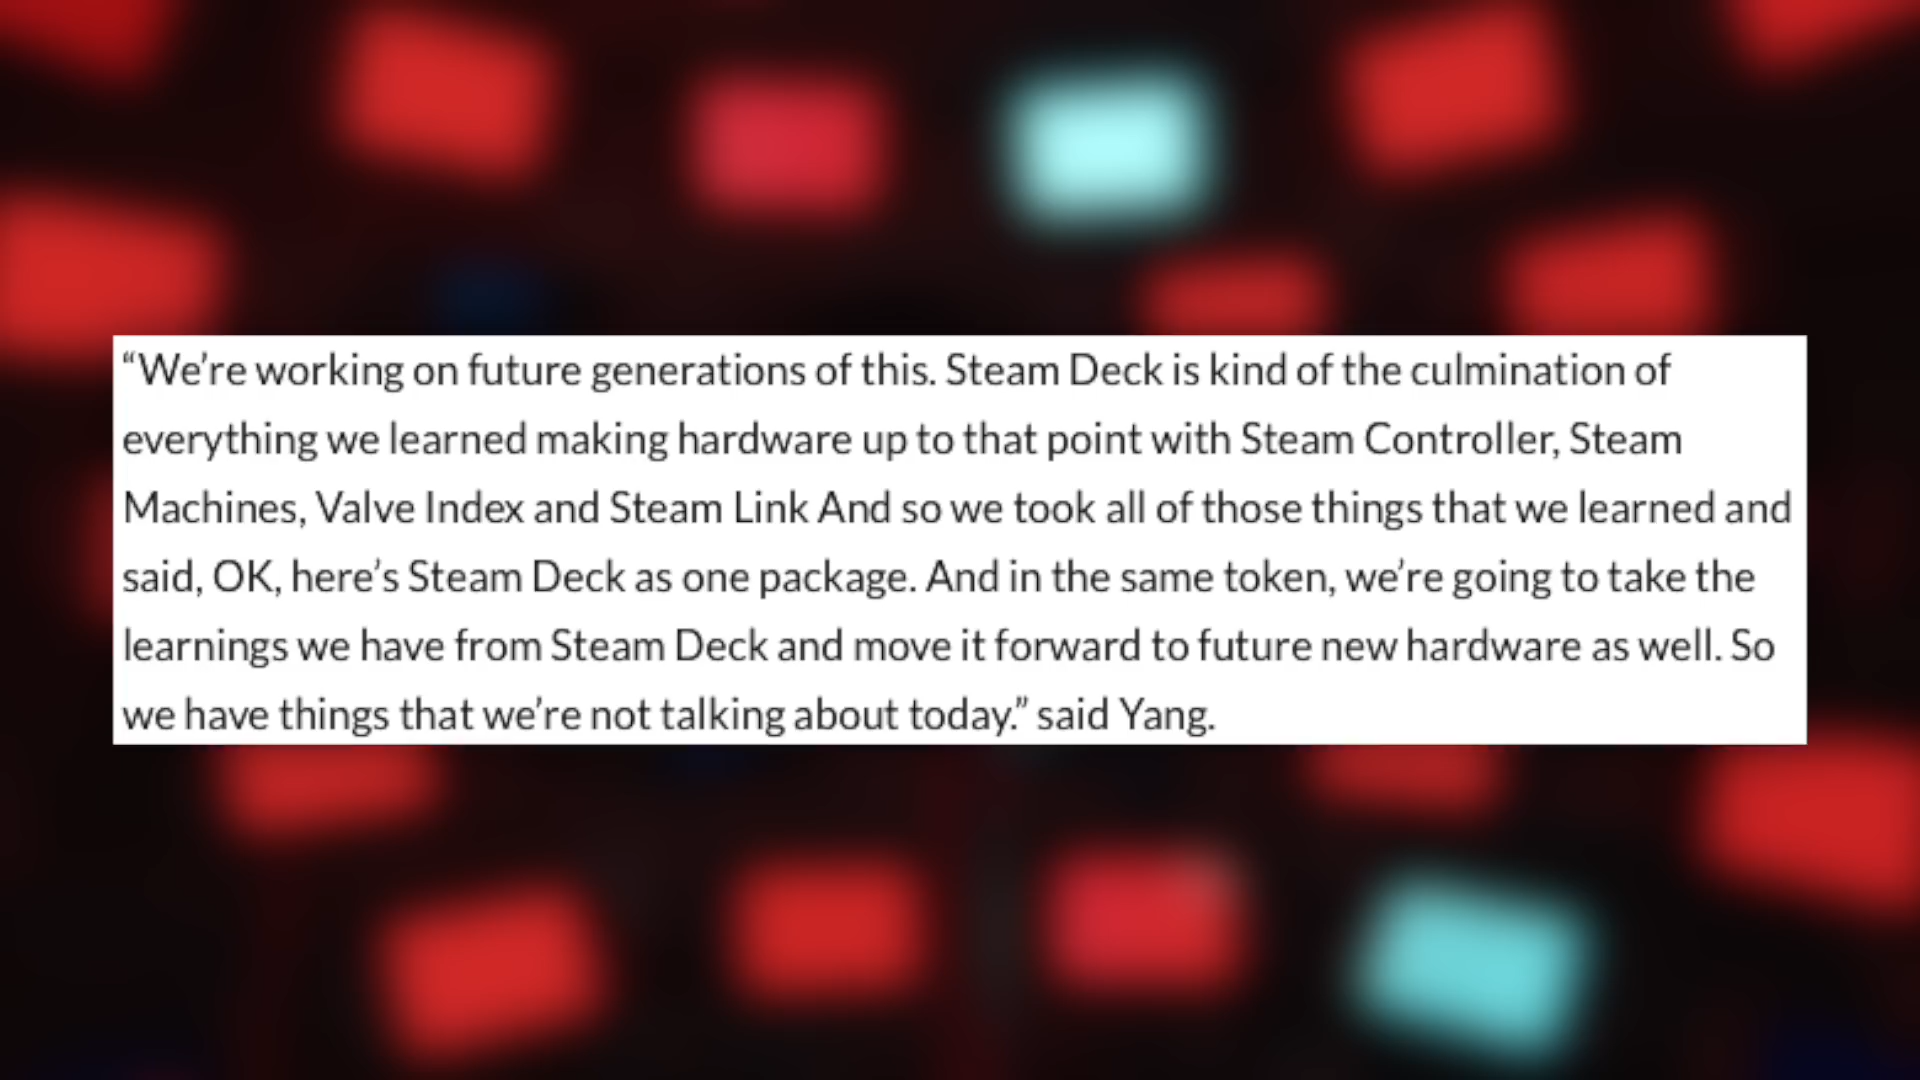 “We’re working on future generations of this. Steam Deck is kind of the culmination of
everything we learned making hardware up to that point with Steam Controller, Steam
Machines, Valve Index and Steam Link And so we took all of those things that we learned and
said, OK, here’s Steam Deck as one package. And in the same token, we’re going to take the
learnings we have from Steam Deck and move it forward to future new hardware as well. So
we have things that we’re not talking about today.” said Yang.